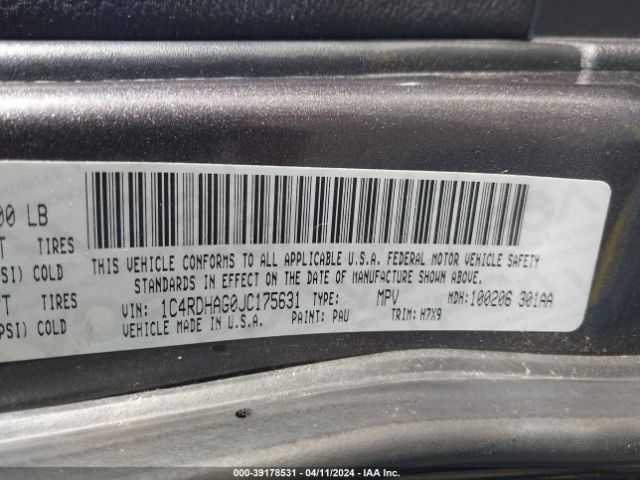 00 LB
T TIRES
PSI) COLD
T TIRES
PSI) COLD
THIS VEHICLE CONFORMS TO ALL APPLICABLE U.S.A. FEDERAL MOTOR VEHICLE SAFETY
STANDARDS IN EFFECT ON THE DATE OF MANUFACTURE SHOWN ABOVE.
VIN: 1C4RDHAG0JC175631 TYPE: MPV MDH:100206 301AA
VEHICLE MADE IN U.S.A. PAINT: PAU TRIM: H7X9
000-39178531 - 04/11/2024 - IAA Inc.